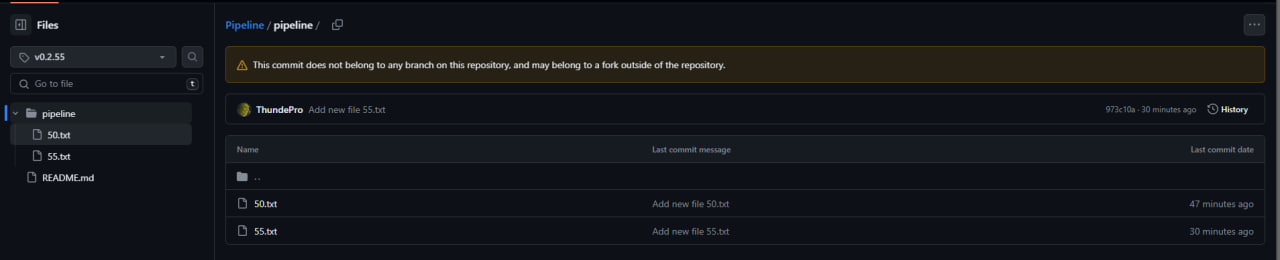 Files
v0.2.55
Go to file
t
pipeline
50.txt
55.txt
README.md
Pipeline / pipeline /
This commit does not belong to any branch on this repository, and may belong to a fork outside of the repository.
ThundePro Add new file 55.txt 973c10a · 30 minutes ago History
Name Last commit message Last commit date
..
50.txt Add new file 50.txt 47 minutes ago
55.txt Add new file 55.txt 30 minutes ago